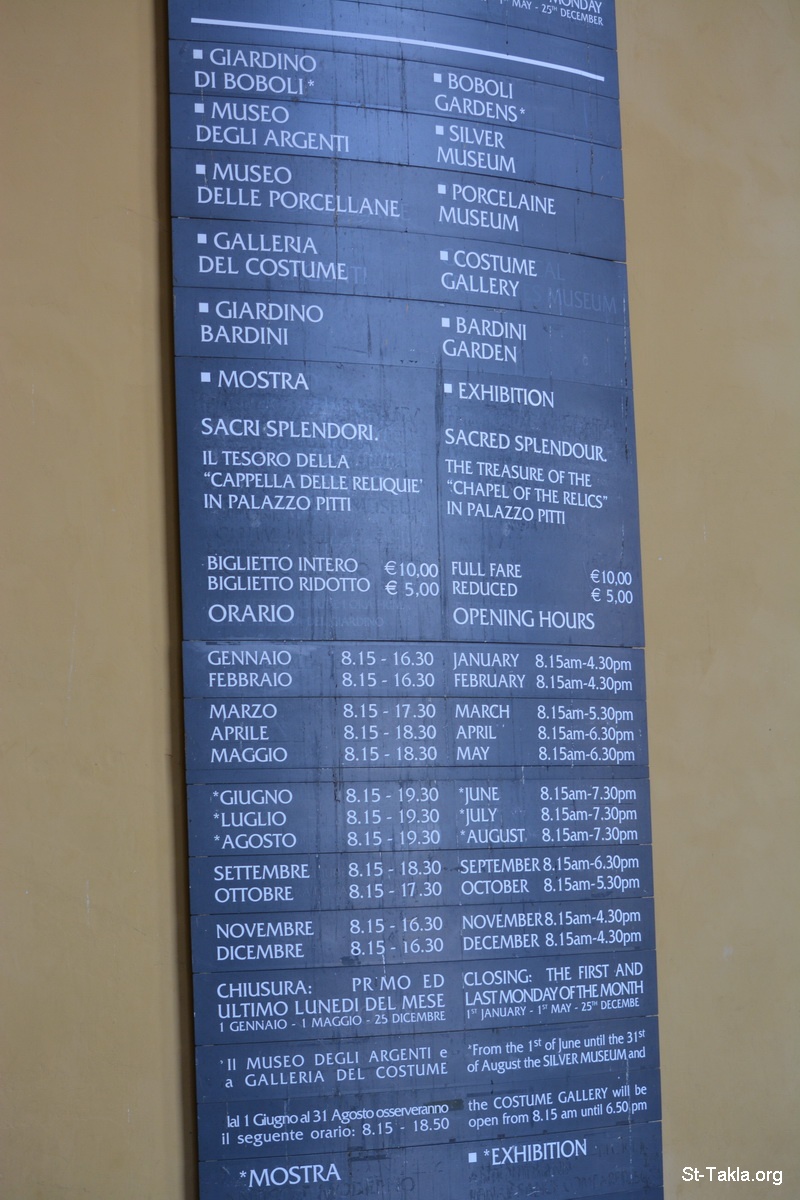 MONDAY
1ST MAY - 25TH DECEMBER
■ GIARDINO
DI BOBOLI*
■ MUSEO
DEGLI ARGENTI
■ MUSEO
DELLE PORCELLANE
■ GALLERIA
DEL COSTUME
■ GIARDINO
BARDINI
■ MOSTRA
SACRI SPLENDORI.
IL TESORO DELLA
“CAPPELLA DELLE RELIQUIE'
IN PALAZZO PITTI
BIGLIETTO INTERO €10,00
BIGLIETTO RIDOTTO € 5,00
ORARIO
GENNAIO 8.15 - 16.30
FEBBRAIO 8.15 - 16.30
MARZO 8.15 - 17.30
APRILE 8.15 - 18.30
MAGGIO 8.15 - 18.30
*GIUGNO 8.15 - 19.30
*LUGLIO 8.15 - 19.30
*AGOSTO 8.15 - 19.30
SETTEMBRE 8.15 - 18.30
OTTOBRE 8.15 - 17.30
NOVEMBRE 8.15 - 16.30
DICEMBRE 8.15 - 16.30
CHIUSURA: PRIMO ED
ULTIMO LUNEDI DEL MESE
1 GENNAIO - 1 MAGGIO - 25 DICEMBRE
'Il MUSEO DEGLI ARGENTI e
a GALLERIA DEL COSTUME
lal 1 Giugno al 31 Agosto osserveranno
il seguente orario: 8.15 - 18.50
*MOSTRA
■ BOBOLI
GARDENS*
■ SILVER
MUSEUM
■ PORCELAINE
MUSEUM
■ COSTUME
GALLERY
■ BARDINI
GARDEN
■ EXHIBITION
SACRED SPLENDOUR.
THE TREASURE OF THE
“CHAPEL OF THE RELICS”
IN PALAZZO PITTI
FULL FARE €10,00
REDUCED € 5,00
OPENING HOURS
JANUARY 8.15am-4.30pm
FEBRUARY 8.15am-4.30pm
MARCH 8.15am-5.30pm
APRIL 8.15am-6.30pm
MAY 8.15am-6.30pm
*JUNE 8.15am-7.30pm
*JULY 8.15am-7.30pm
*AUGUST 8.15am-7.30pm
SEPTEMBER 8.15am-6.30pm
OCTOBER 8.15am-5.30pm
NOVEMBER 8.15am-4.30pm
DECEMBER 8.15am-4.30pm
CLOSING: THE FIRST AND
LAST MONDAY OF THE MONTH
1ST JANUARY - 1ST MAY - 25TH DECEMBE
*From the 1st of June until the 31st
of August the SILVER MUSEUM and
the COSTUME GALLERY will be
open from 8.15 am until 6.50 pm
■ *EXHIBITION
St-Takla.org